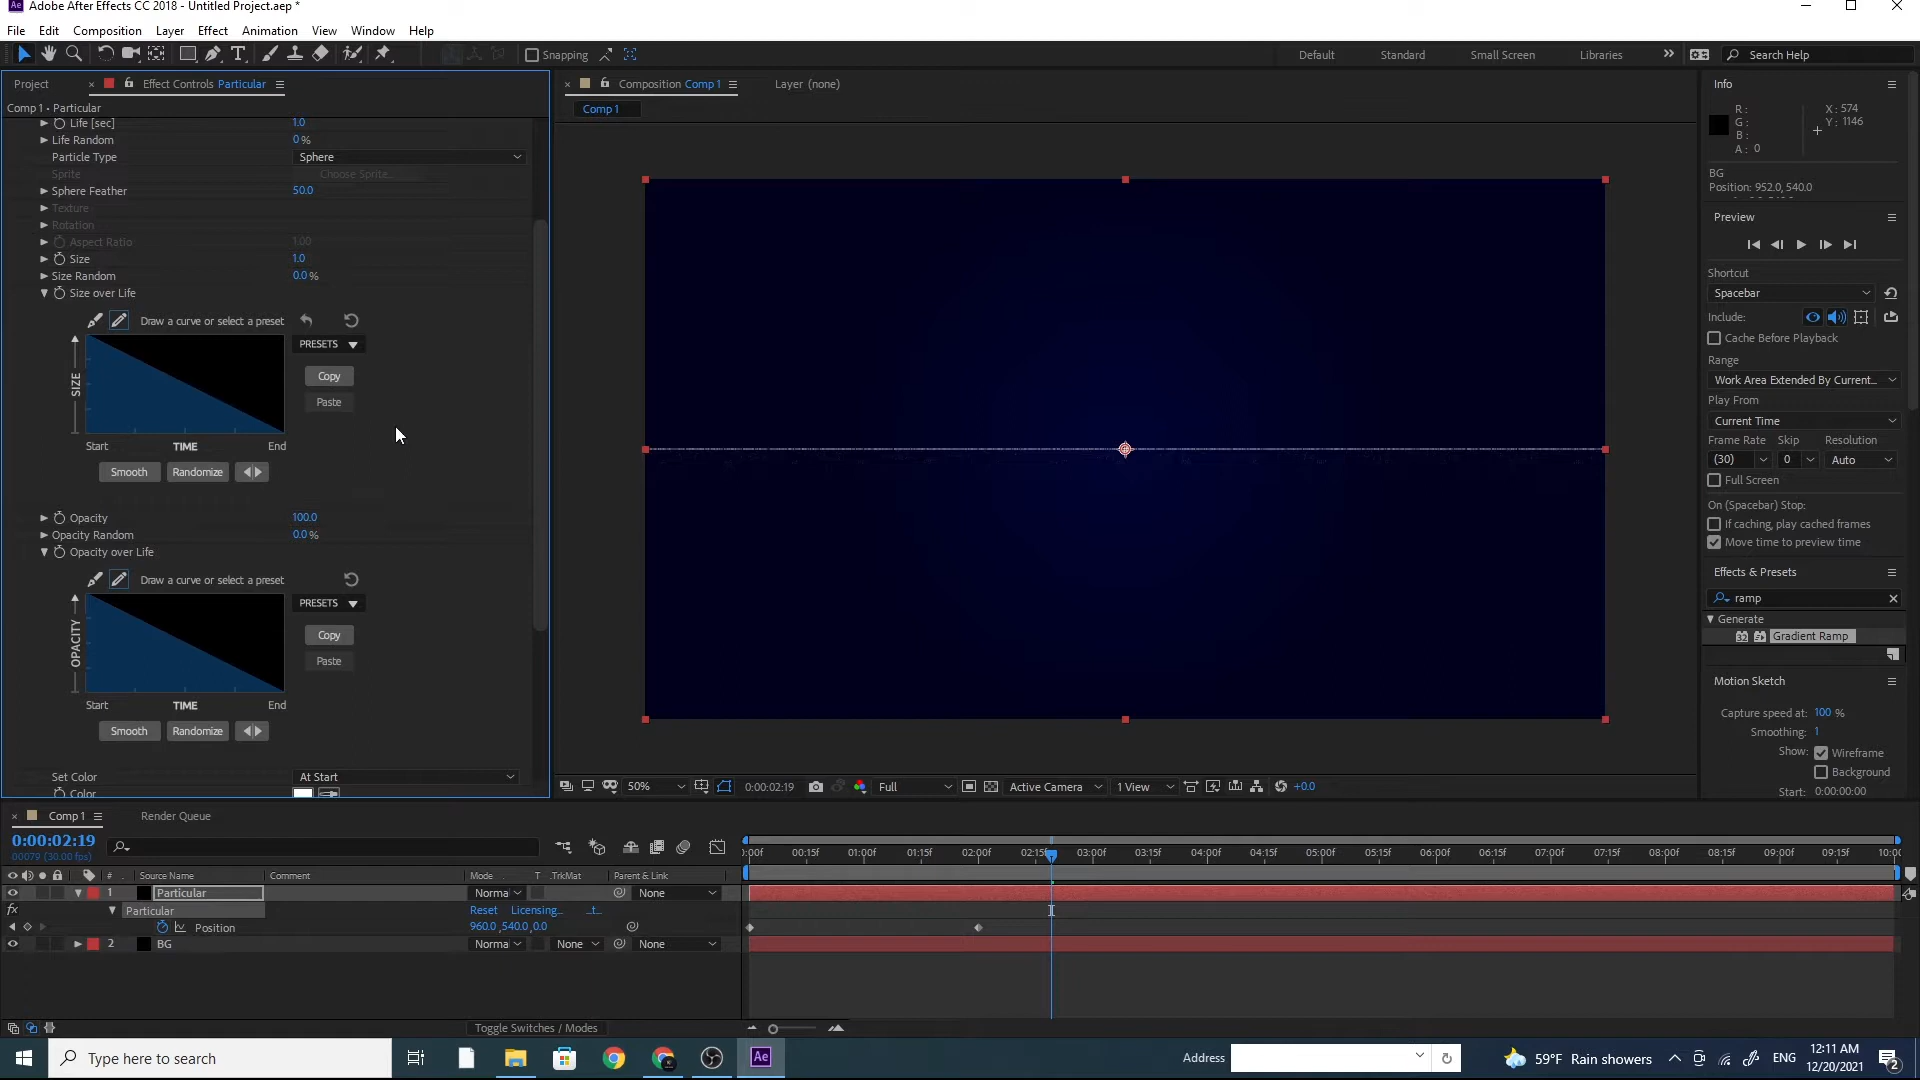 Adobe After Effects CC 2018 - Untitled Project.aep *
File Edit Composition Layer Effect Animation View Window Help
Snapping
Default Standard Small Screen Libraries
Search Help
Project
Effect Controls Particular
Comp 1 • Particular
Life [sec] 1.0
Life Random 0 %
Particle Type Sphere
Sprite Choose Sprite...
Sphere Feather 50.0
Texture
Rotation
Aspect Ratio 1.00
Size 1.0
Size Random 0.0 %
Size over Life
Draw a curve or select a preset
PRESETS
Copy
Paste
SIZE
Start TIME End
Smooth Randomize
Opacity 100.0
Opacity Random 0.0 %
Opacity over Life
Draw a curve or select a preset
PRESETS
Copy
Paste
OPACITY
Start TIME End
Smooth Randomize
Set Color At Start
Color
Composition Comp 1
Layer (none)
Comp 1
50%
0:00:02:19
Full
Active Camera
1 View
+0.0
Info
R :
G :
B :
A : 0
X : 574
Y : 1146
BG
Position: 952.0, 540.0
Preview
Shortcut
Spacebar
Include:
Cache Before Playback
Range
Work Area Extended By Current...
Play From
Current Time
Frame Rate Skip Resolution
(30) 0 Auto
Full Screen
On (Spacebar) Stop:
If caching, play cached frames
Move time to preview time
Effects & Presets
ramp
Generate
Gradient Ramp
Motion Sketch
Capture speed at: 100 %
Smoothing: 1
Show: Wireframe
Background
Start: 0:00:00:00
Comp 1
Render Queue
0:00:02:19
00079 (30.00 fps)
:00f 00:15f 01:00f 01:15f 02:00f 02:15f 03:00f 03:15f 04:00f 04:15f 05:00f 05:15f 06:00f 06:15f 07:00f 07:15f 08:00f 08:15f 09:00f 09:15f 10:0
# Source Name Comment Mode T .TrkMat Parent & Link
1 Particular Norma None
fx Particular Reset Licensing... ..t...
Position 960.0 ,540.0 ,0.0
2 BG Norma None None
Toggle Switches / Modes
Type here to search
Address
59°F Rain showers
ENG
12:11 AM
12/20/2021
2